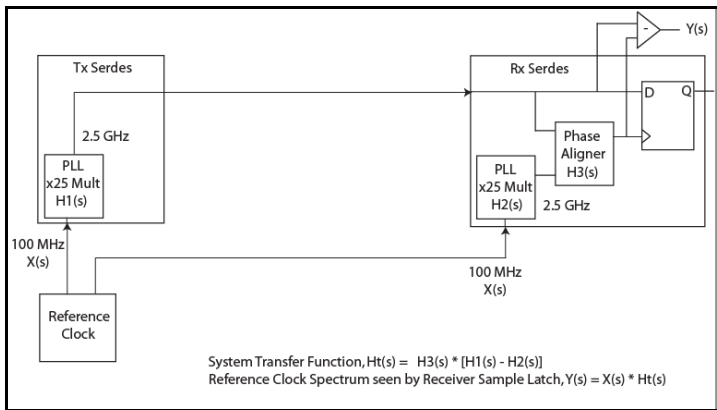 Y(s)
Tx Serdes
Rx Serdes
D Q
2.5 GHz
Phase
Aligner
H3(s)
PLL
x25 Mult
H1(s)
PLL
x25 Mult
H2(s)
2.5 GHz
100 MHz
X(s)
100 MHz
X(s)
Reference
Clock
System Transfer Function, Ht(s) = H3(s) * [H1(s) - H2(s)]
Reference Clock Spectrum seen by Receiver Sample Latch, Y(s) = X(s) * Ht(s)